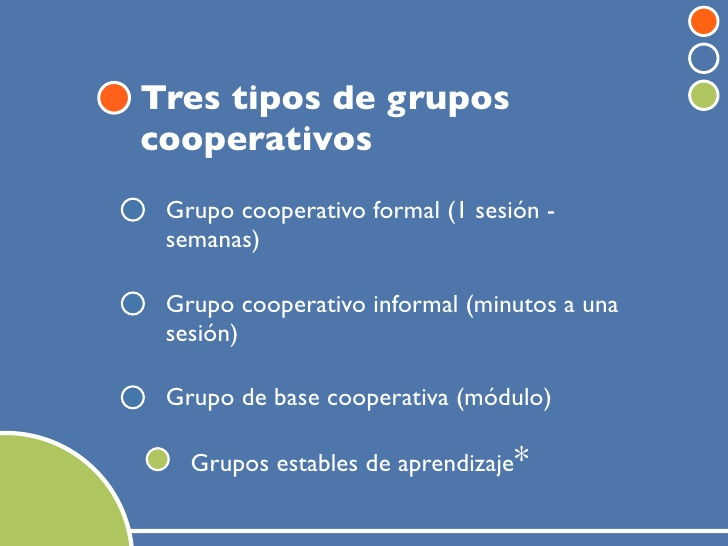 Tres tipos de grupos
cooperativos
Grupo cooperativo formal (1 sesión -
semanas)
Grupo cooperativo informal (minutos a una
sesión)
Grupo de base cooperativa (módulo)
Grupos estables de aprendizaje*